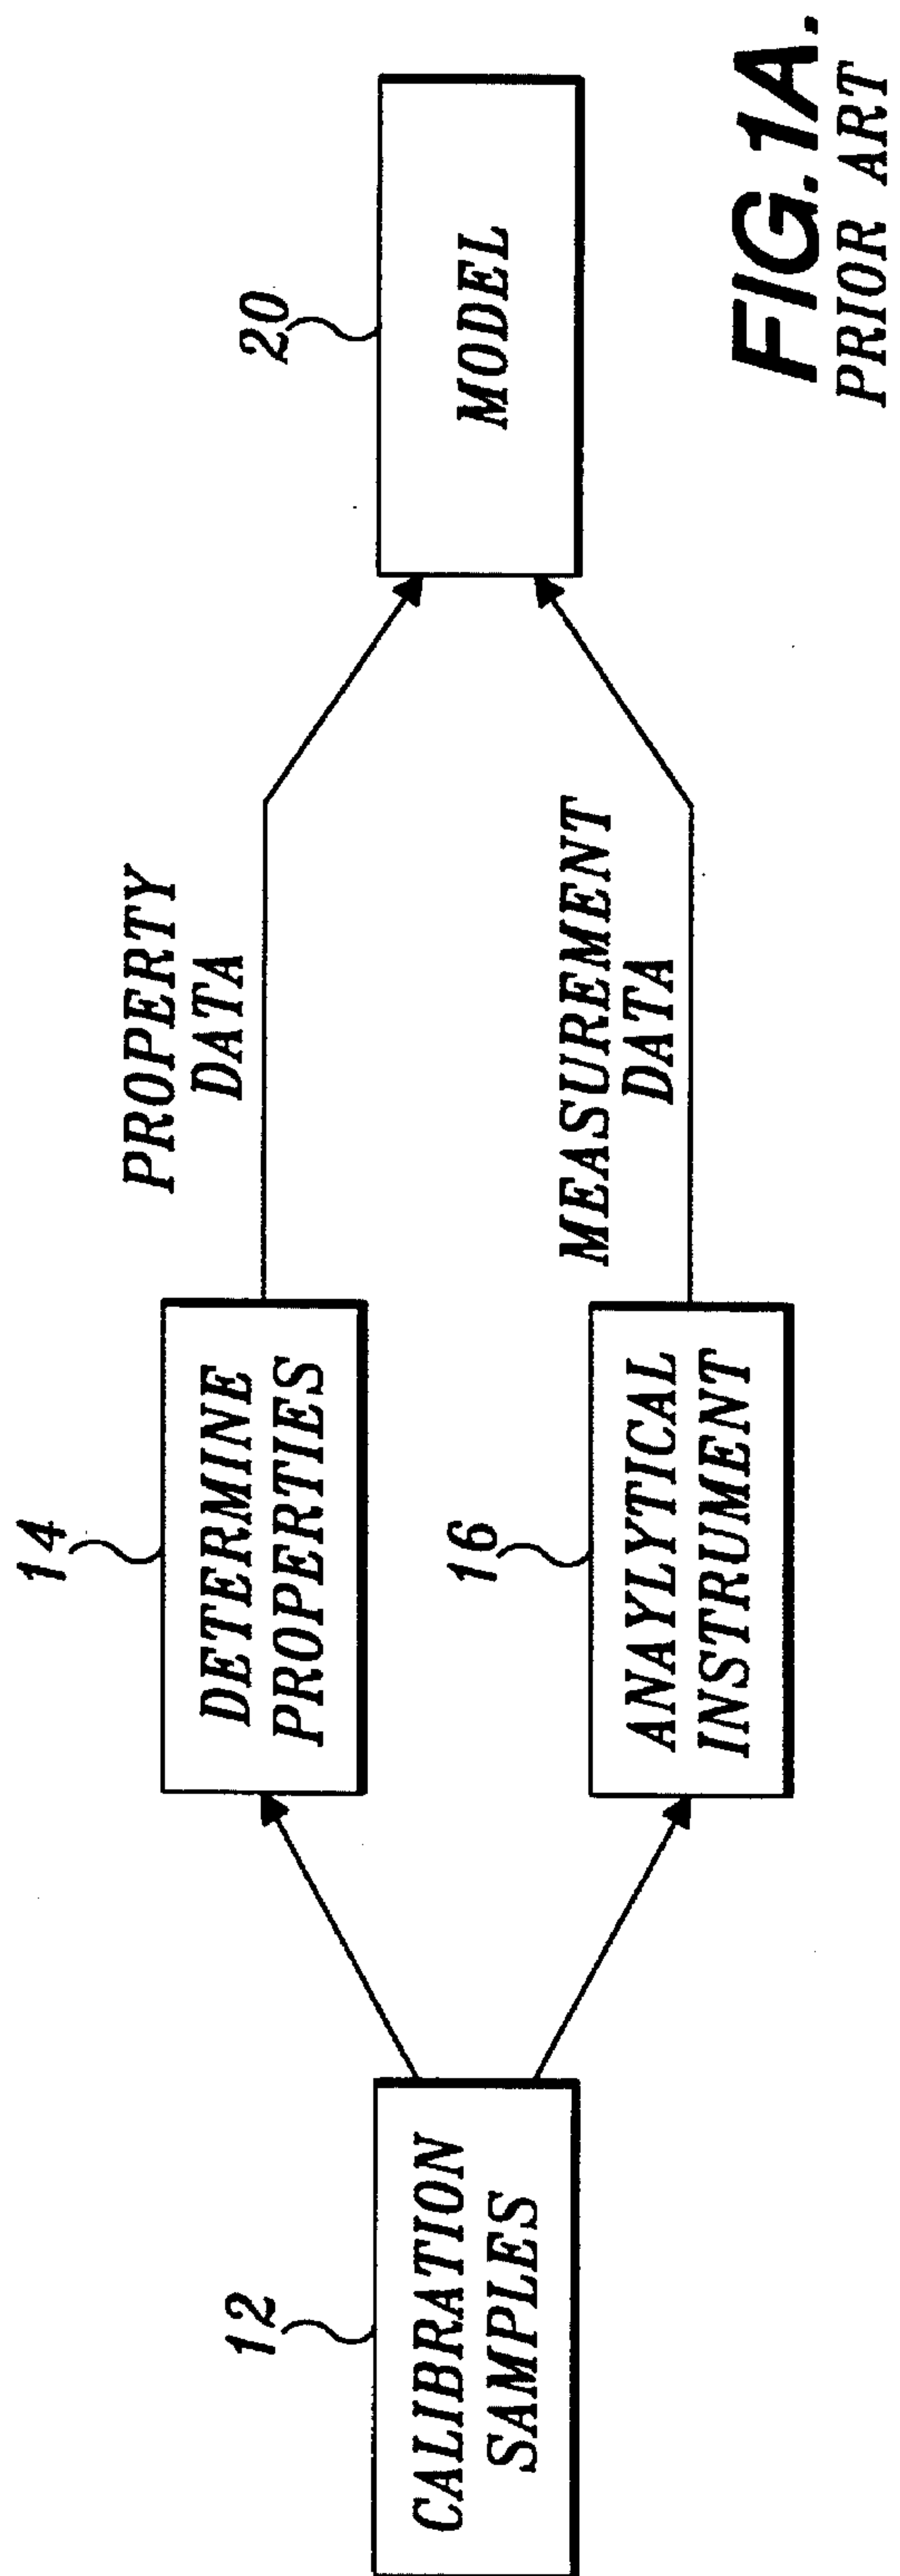 12
CALIBRATION
SAMPLES
14
DETERMINE
PROPERTIES
PROPERTY
DATA
16
ANAYLYTICAL
INSTRUMENT
MEASUREMENT
DATA
20
MODEL
FIG.1A.
PRIOR ART